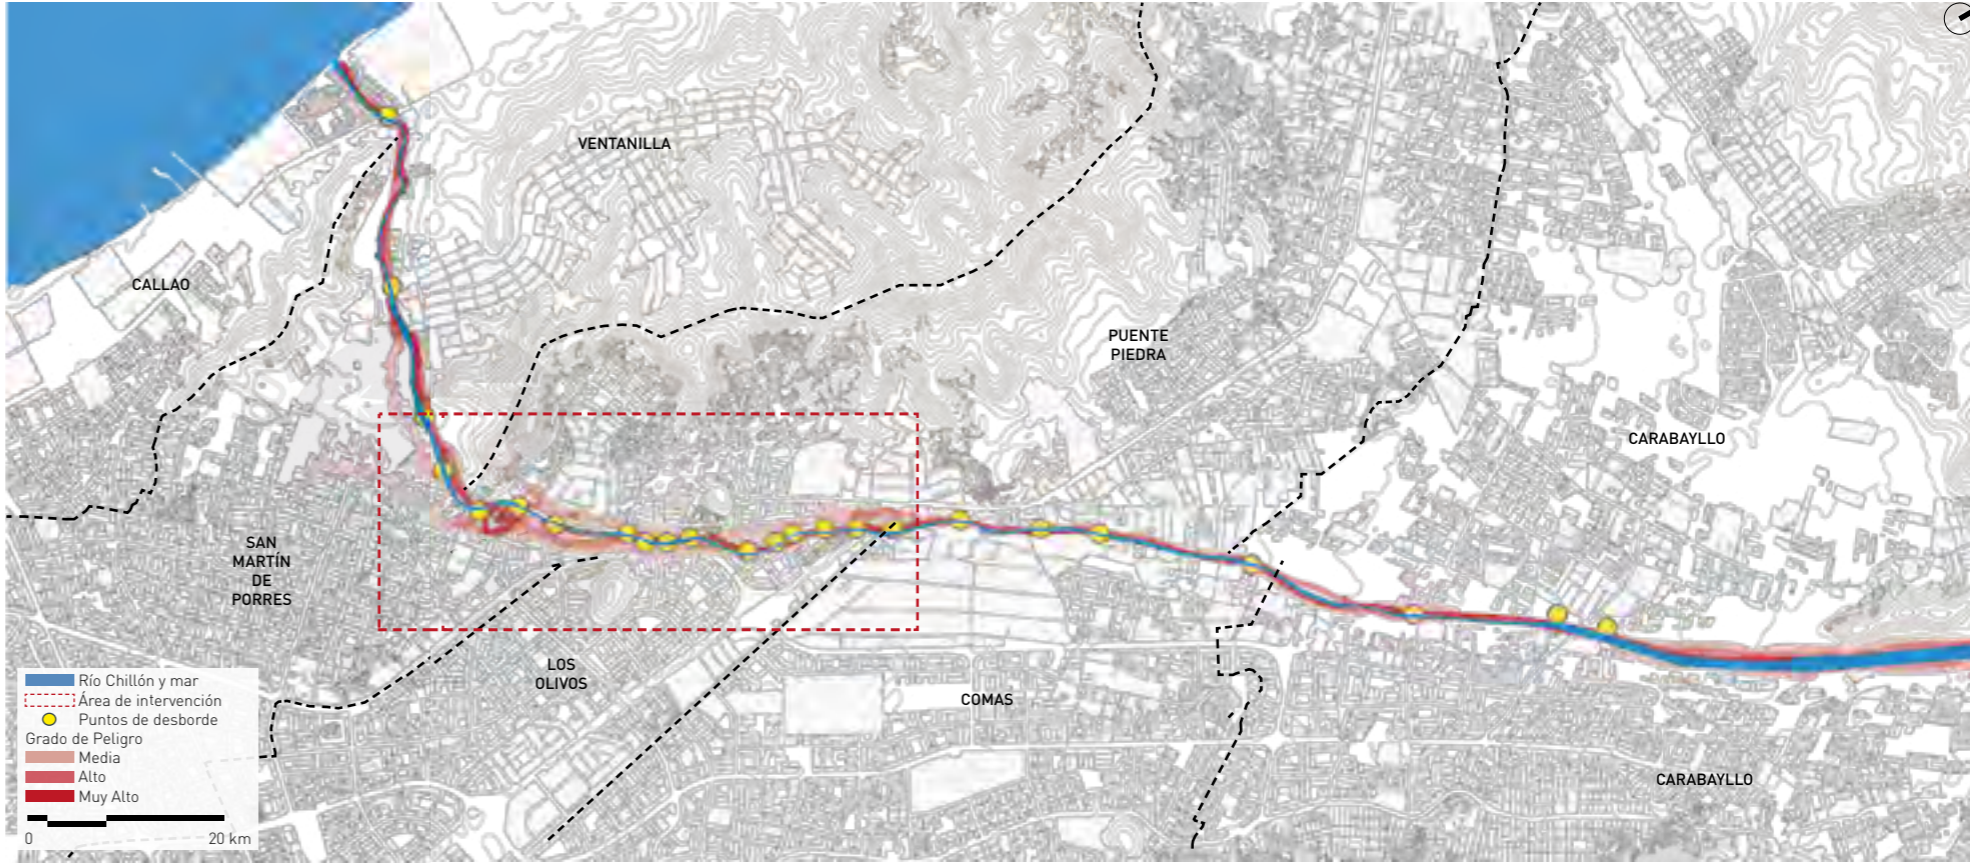 VENTANILLA
CALLAO
PUENTE
PIEDRA
CARABAYLLO
SAN
MARTÍN
DE
PORRES
LOS
OLIVOS
COMAS
CARABAYLLO
Río Chillón y mar
Área de intervención
Puntos de desborde
Grado de Peligro
Media
Alto
Muy Alto
0 20 km